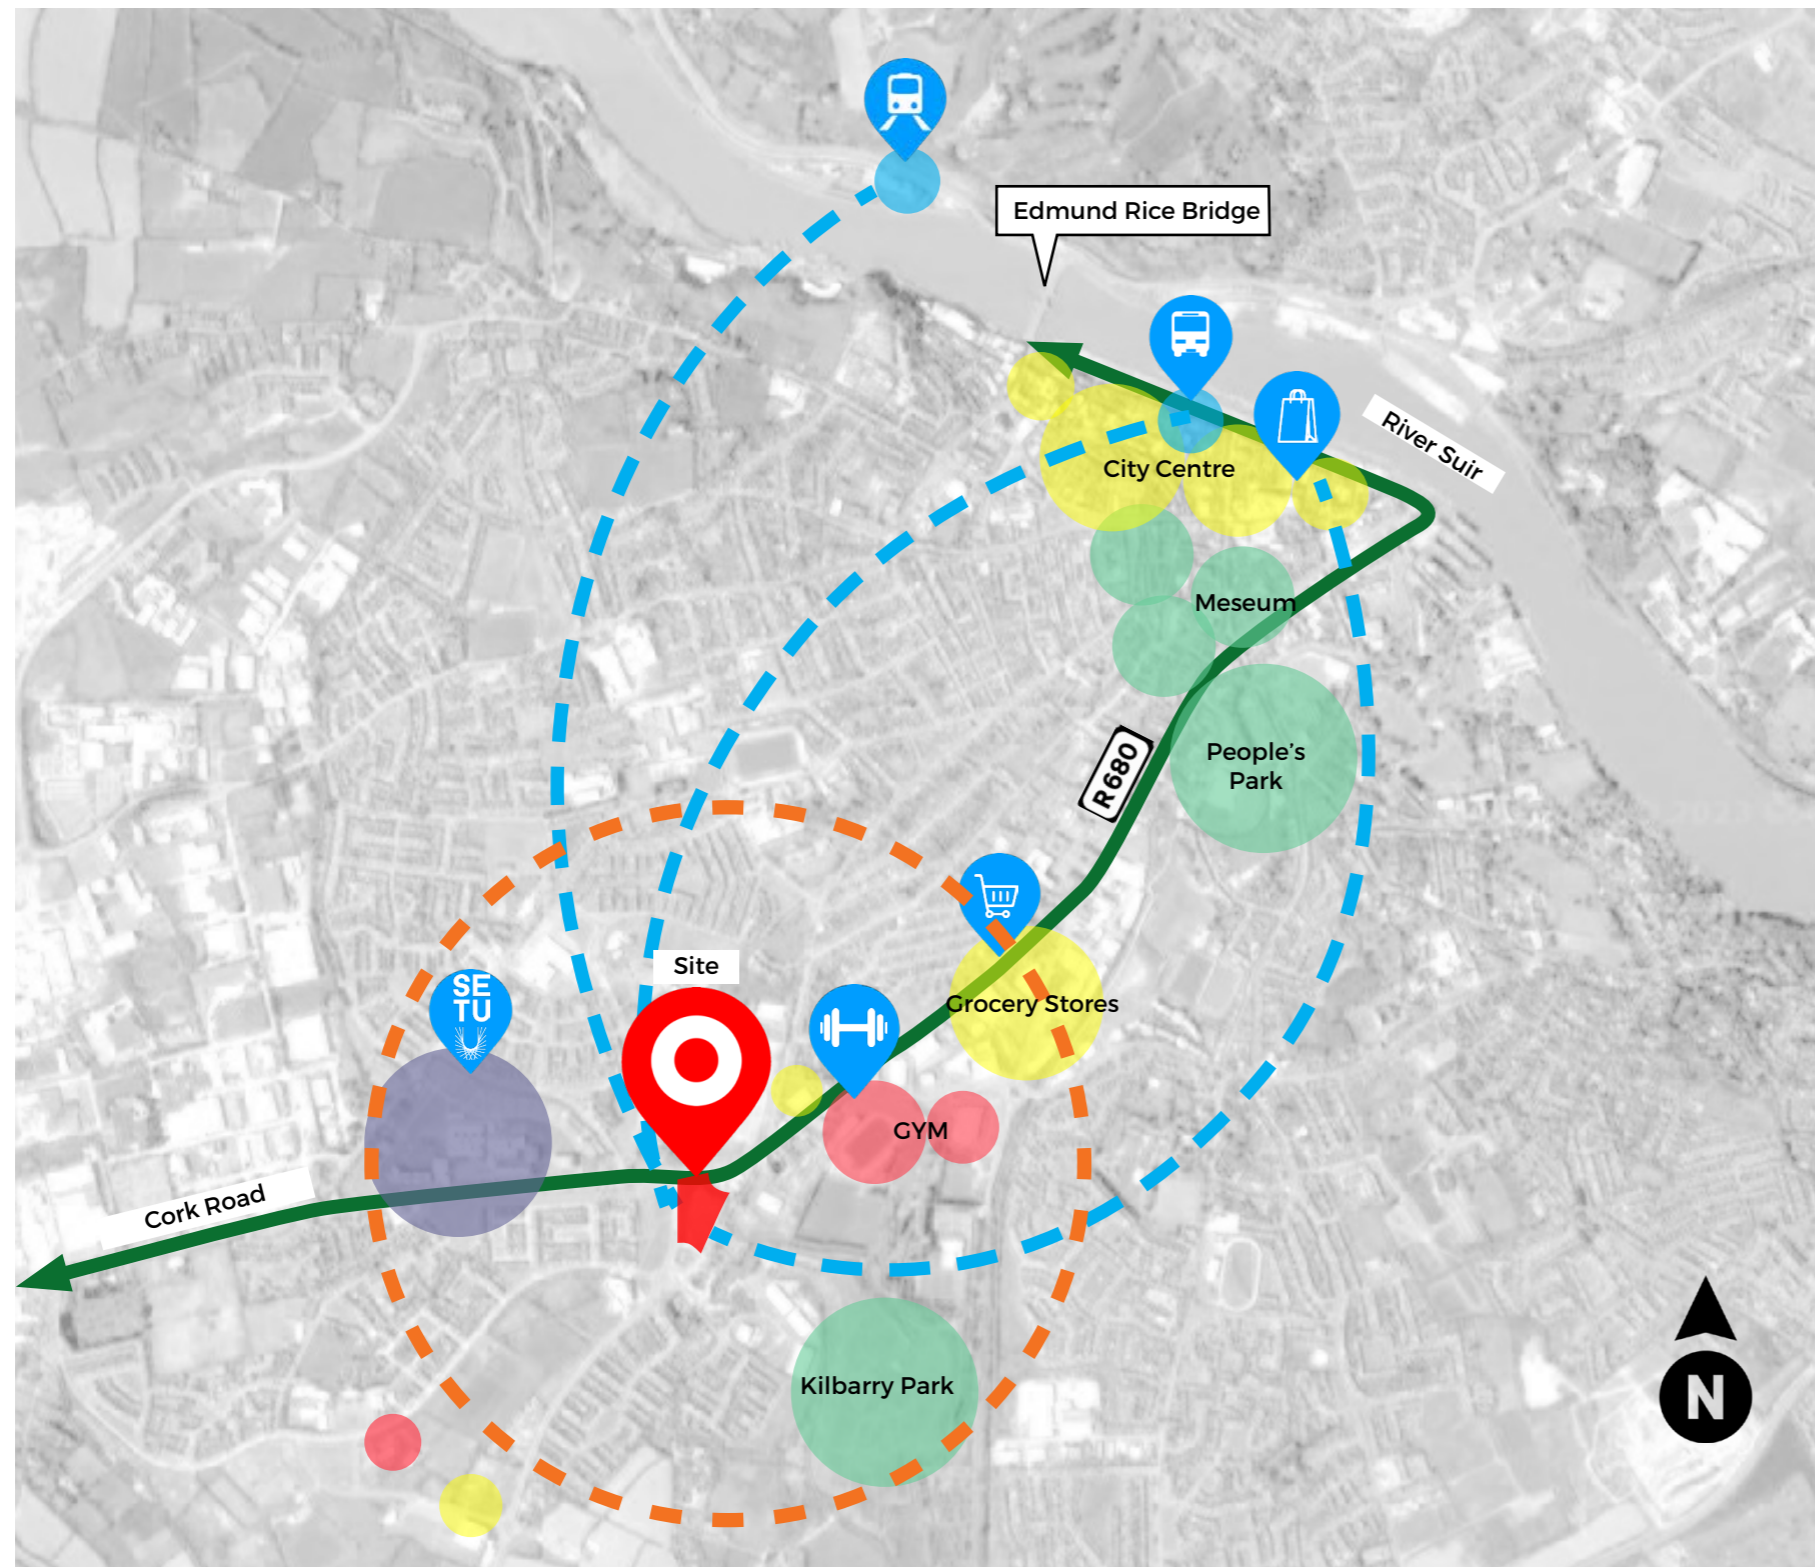 Edmund Rice Bridge
River Suir
City Centre
Meseum
People's
Park
R680
Site
SE
TU
Grocery Stores
GYM
Cork Road
Kilbarry Park
N